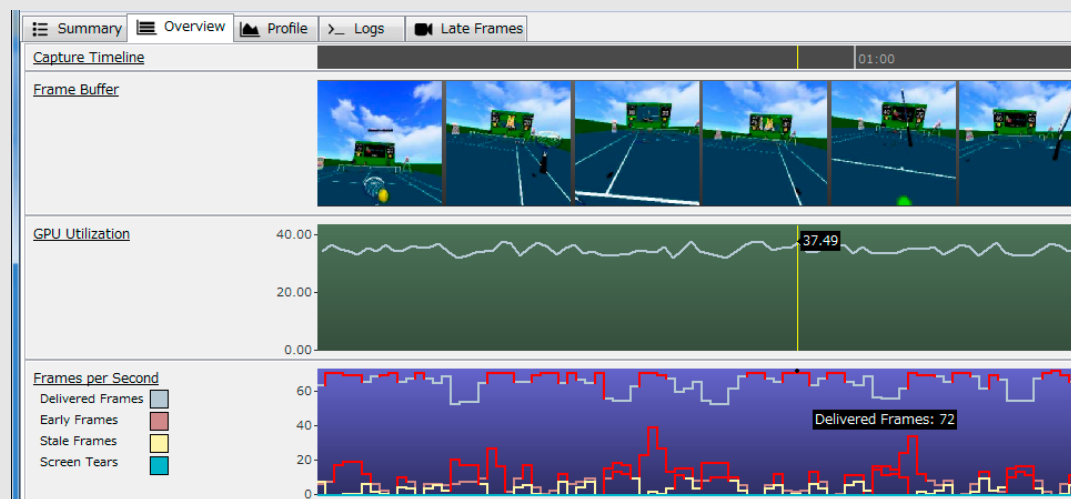 Summary Overview Profile >_ Logs Late Frames
Capture Timeline 01:00
Frame Buffer
GPU Utilization 40.00
37.49
20.00
0.00
Frames per Second
60
Delivered Frames
Early Frames 40 Delivered Frames: 72
Stale Frames
Screen Tears 20
0